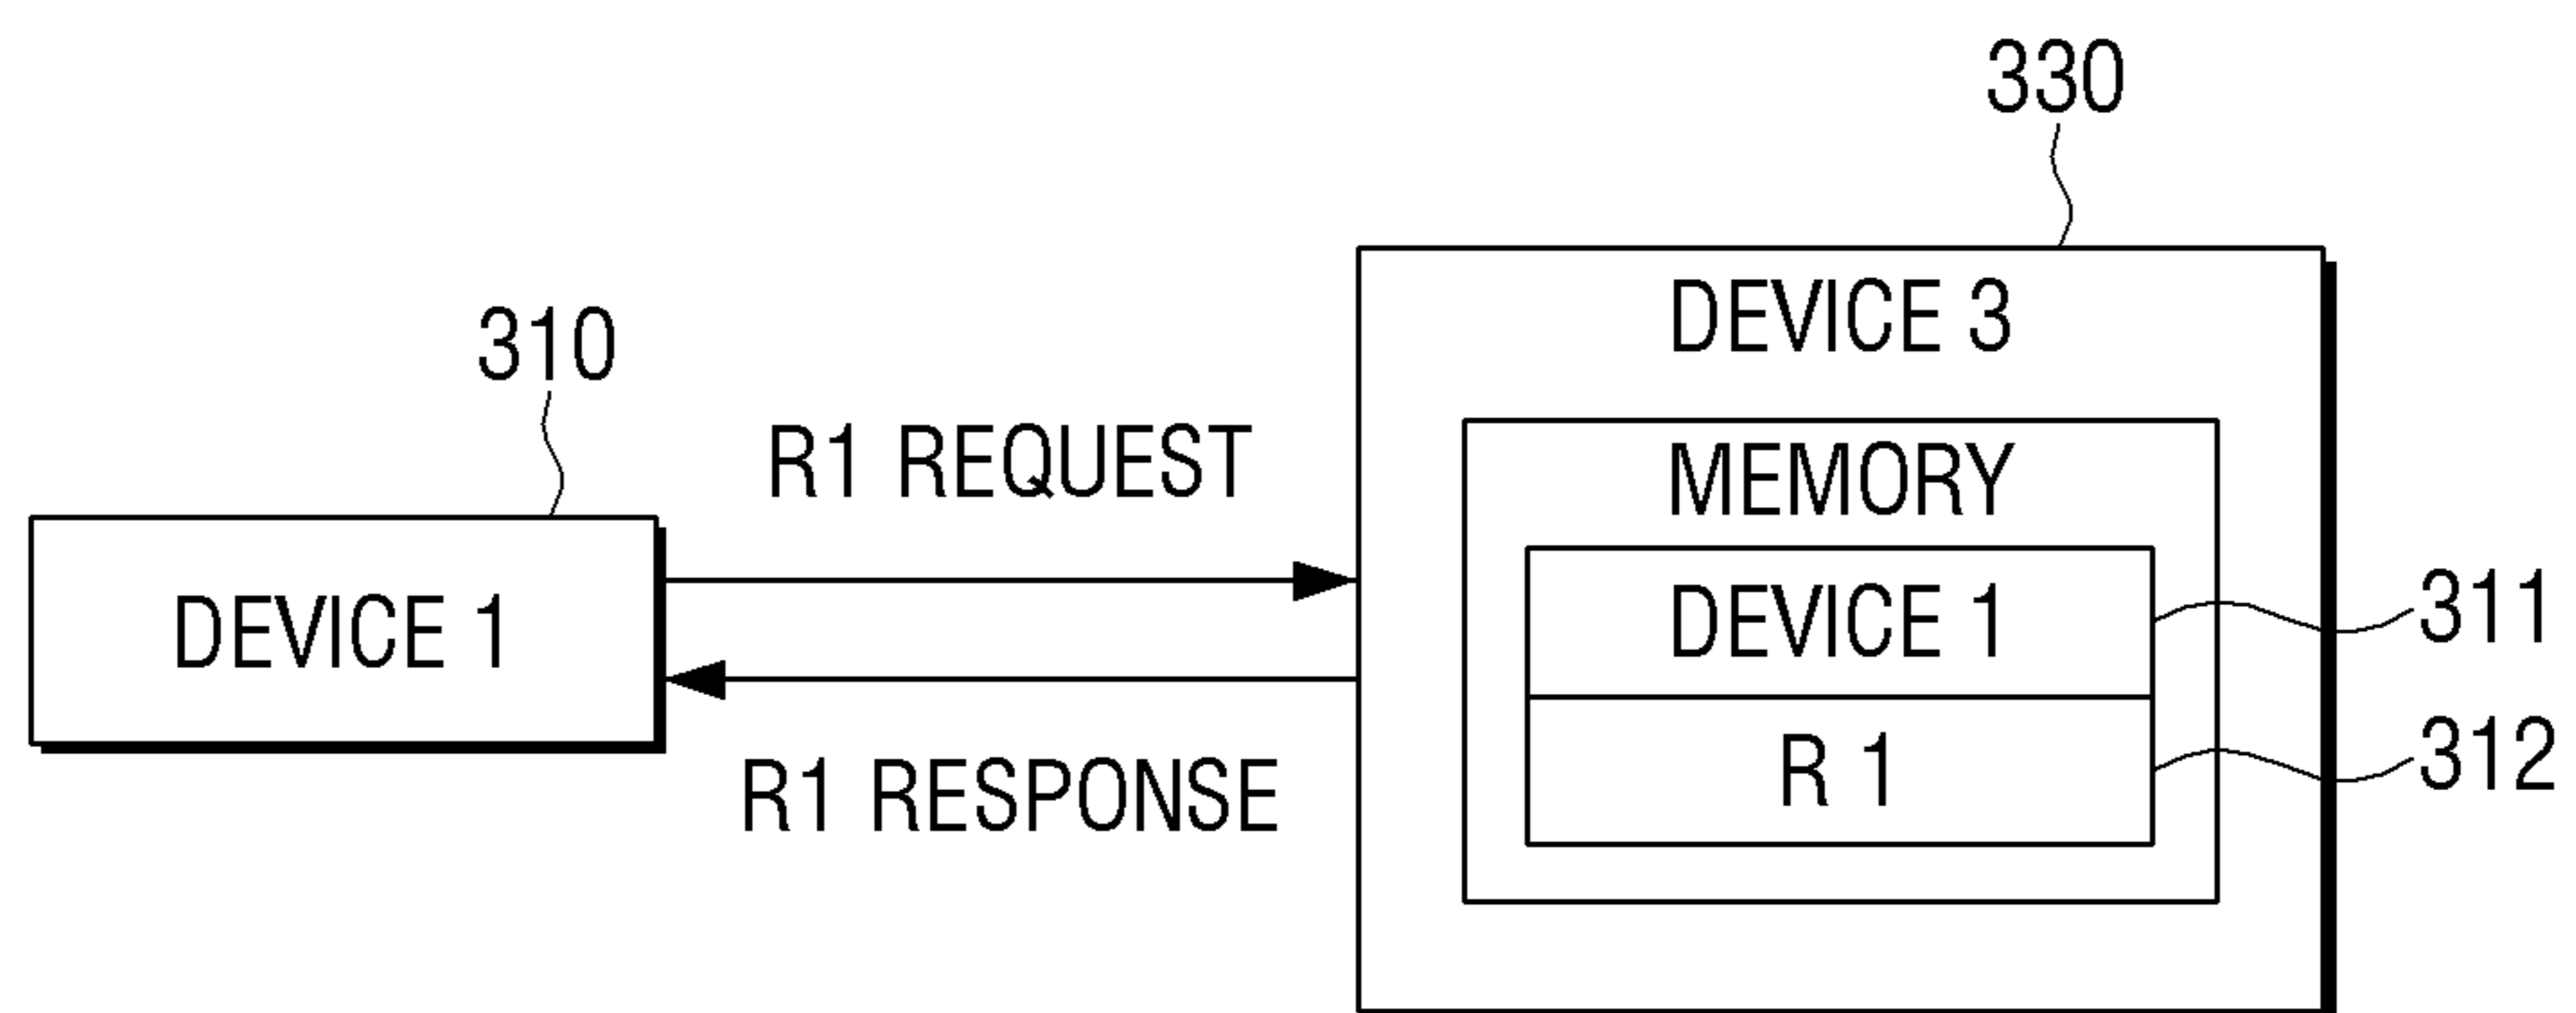 330
DEVICE 3
310
R1 REQUEST
MEMORY
DEVICE 1
DEVICE 1
311
R1 RESPONSE
R 1
312